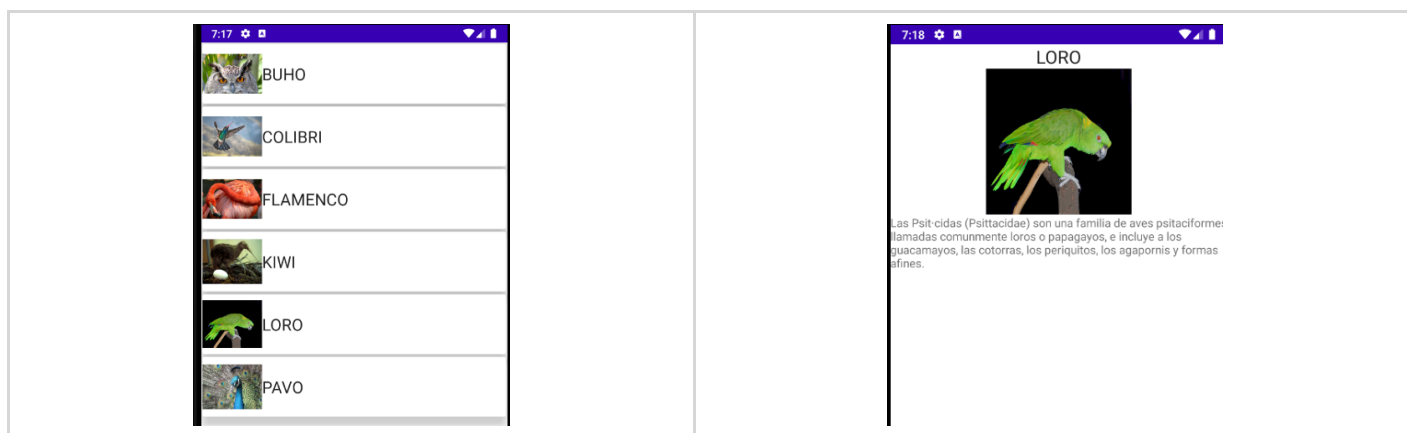 7:17
BUHO
COLIBRI
FLAMENCO
KIWI
LORO
PAVO
7:18
LORO
Las Psit·cidas (Psittacidae) son una familia de aves psitaciformes
llamadas comunmente loros o papagayos, e incluye a los
guacamayos, las cotorras, los periquitos, los agapornis y formas
afines.